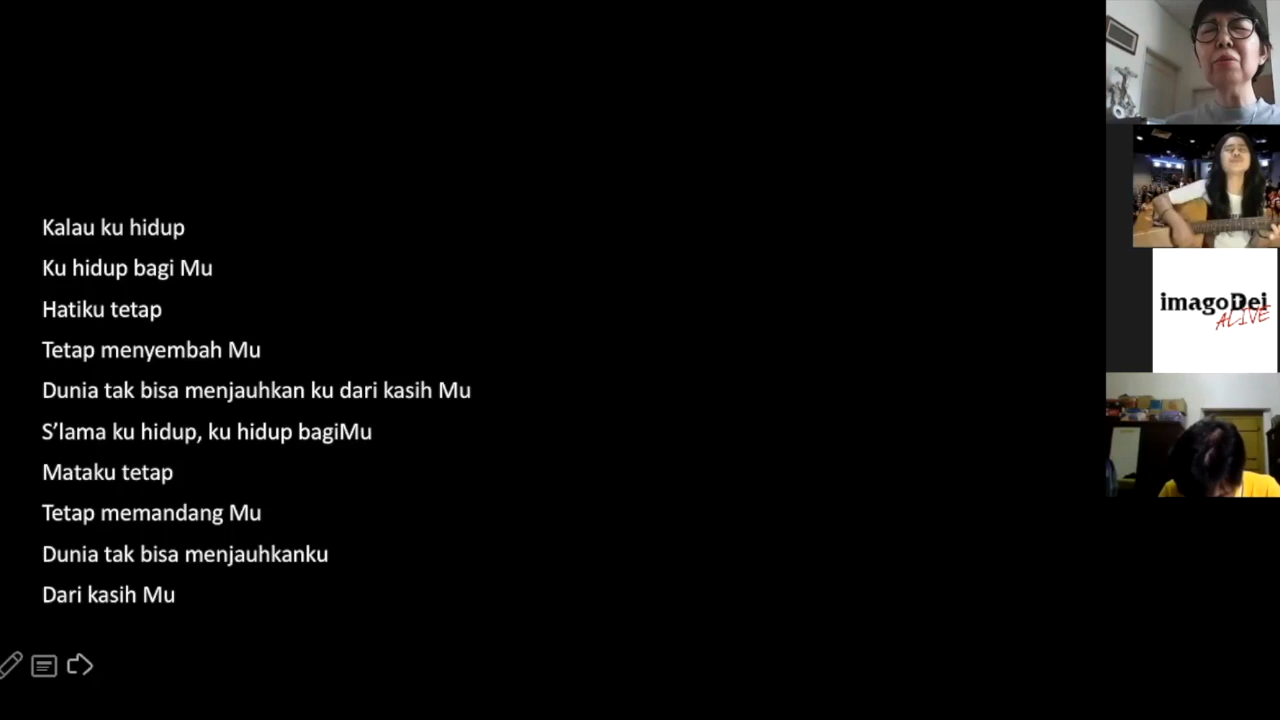 Kalau ku hidup
Ku hidup bagi Mu
Hatiku tetap
Tetap menyembah Mu
Dunia tak bisa menjauhkan ku dari kasih Mu
S’lama ku hidup, ku hidup bagiMu
Mataku tetap
Tetap memandang Mu
Dunia tak bisa menjauhkanku
Dari kasih Mu
imagoDei
ALIVE